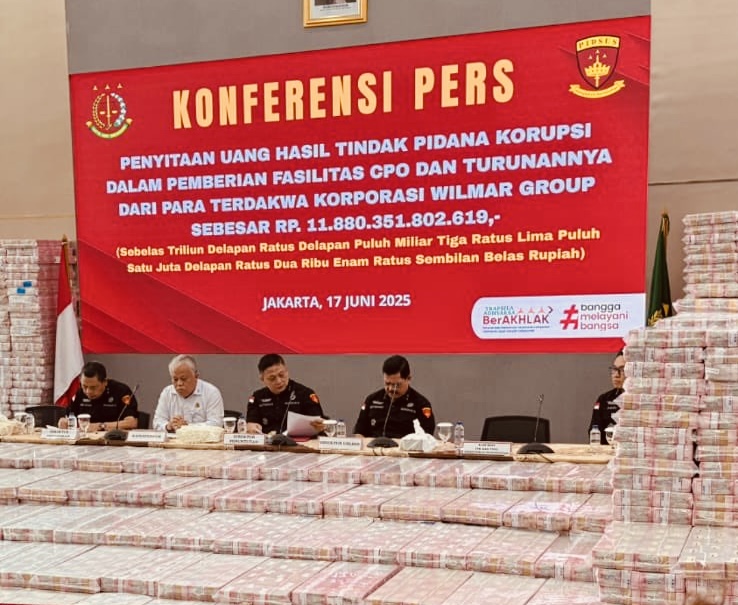 PIDSUS
KONFERENSI PERS
PENYITAAN UANG HASIL TINDAK PIDANA KORUPSI
DALAM PEMBERIAN FASILITAS CPO DAN TURUNANNYA
DARI PARA TERDAKWA KORPORASI WILMAR GROUP
SEBESAR RP. 11.880.351.802.619,-
(Sebelas Triliun Delapan Ratus Delapan Puluh Miliar Tiga Ratus Lima Puluh
Satu Juta Delapan Ratus Dua Ribu Enam Ratus Sembilan Belas Rupiah)
JAKARTA, 17 JUNI 2025
BerAKHLAK
#bangga
melayani
bangsa
DIREKTUR
PENUNTUTAN